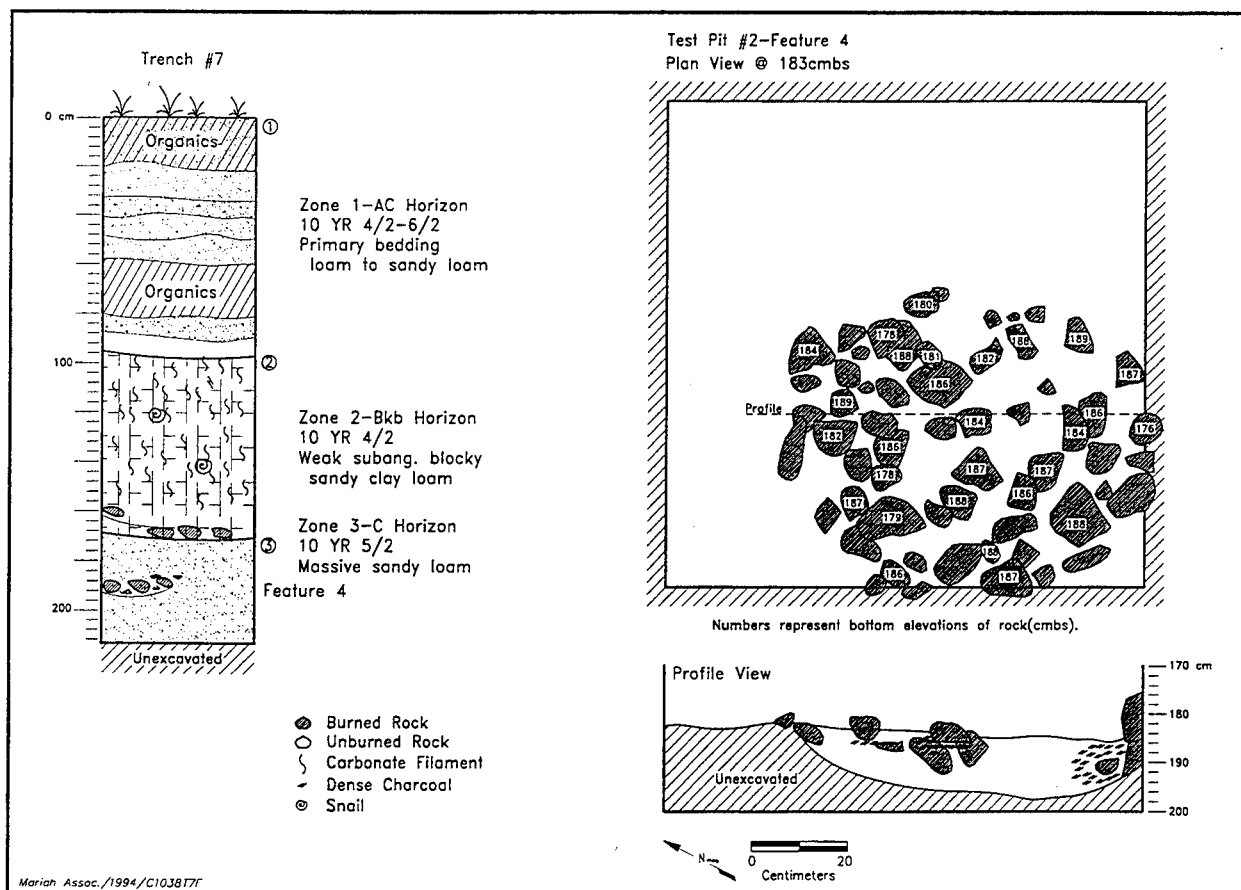 Trench #7
0 cm
①
Organics
Zone 1-AC Horizon
10 YR 4/2-6/2
Primary bedding
loam to sandy loam
Organics
100
②
Zone 2-Bkb Horizon
10 YR 4/2
Weak subang. blocky
sandy clay loam
③
Zone 3-C Horizon
10 YR 5/2
Massive sandy loam
Feature 4
200
Unexcavated
Burned Rock
Unburned Rock
Carbonate Filament
Dense Charcoal
Snail
Test Pit #2-Feature 4
Plan View @ 183cmbs
180
178
184
188
181
182
188
189
187
186
189
Profile
184
186
176
182
184
186
178
187
187
187
188
186
179
188
188
186
187
Numbers represent bottom elevations of rock(cmbs).
Profile View
170 cm
180
190
200
Unexcavated
N
0
20
Centimeters
Mariah Assoc./1994/C1038T7F